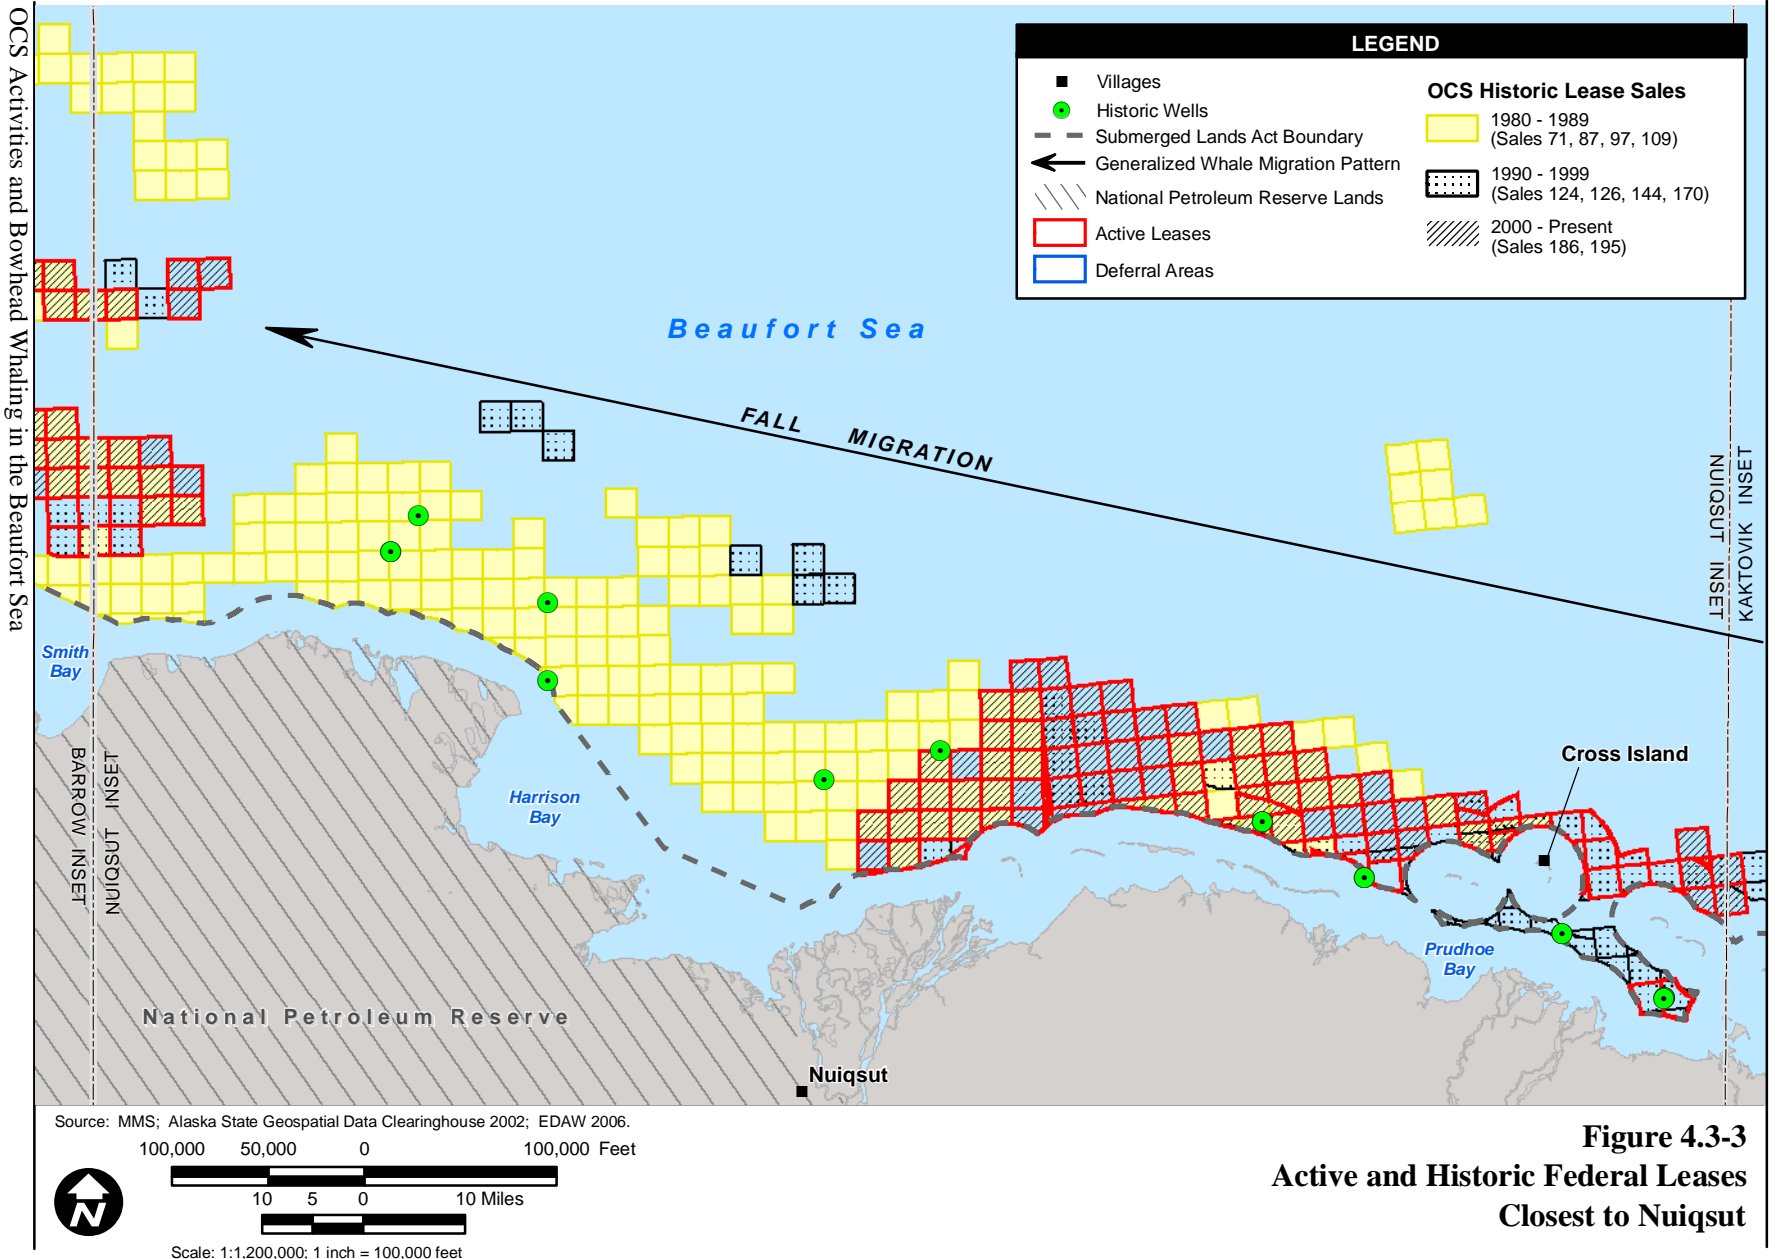 OCS Activities and Bowhead Whaling in the Beaufort Sea
LEGEND
Villages
Historic Wells
Submerged Lands Act Boundary
Generalized Whale Migration Pattern
National Petroleum Reserve Lands
Active Leases
Deferral Areas
OCS Historic Lease Sales
1980 - 1989
(Sales 71, 87, 97, 109)
1990 - 1999
(Sales 124, 126, 144, 170)
2000 - Present
(Sales 186, 195)
Beaufort Sea
FALL MIGRATION
NUIQSUT INSET
KAKTOVIK INSET
Smith
Bay
BARROW INSET
NUIQSUT INSET
Harrison
Bay
Cross Island
Prudhoe
Bay
National Petroleum Reserve
Nuiqsut
Source: MMS; Alaska State Geospatial Data Clearinghouse 2002; EDAW 2006.
100,000 50,000 0 100,000 Feet
10 5 0 10 Miles
N
Scale: 1:1,200,000; 1 inch = 100,000 feet
Figure 4.3-3
Active and Historic Federal Leases
Closest to Nuiqsut